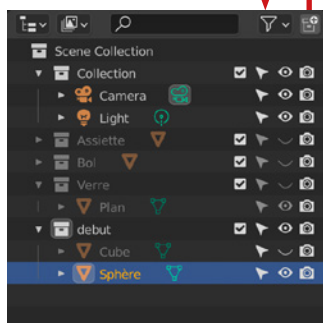 Scene Collection
Collection
Camera
Light
Assiette
Bol
Verre
Plan
debut
Cube
Sphère